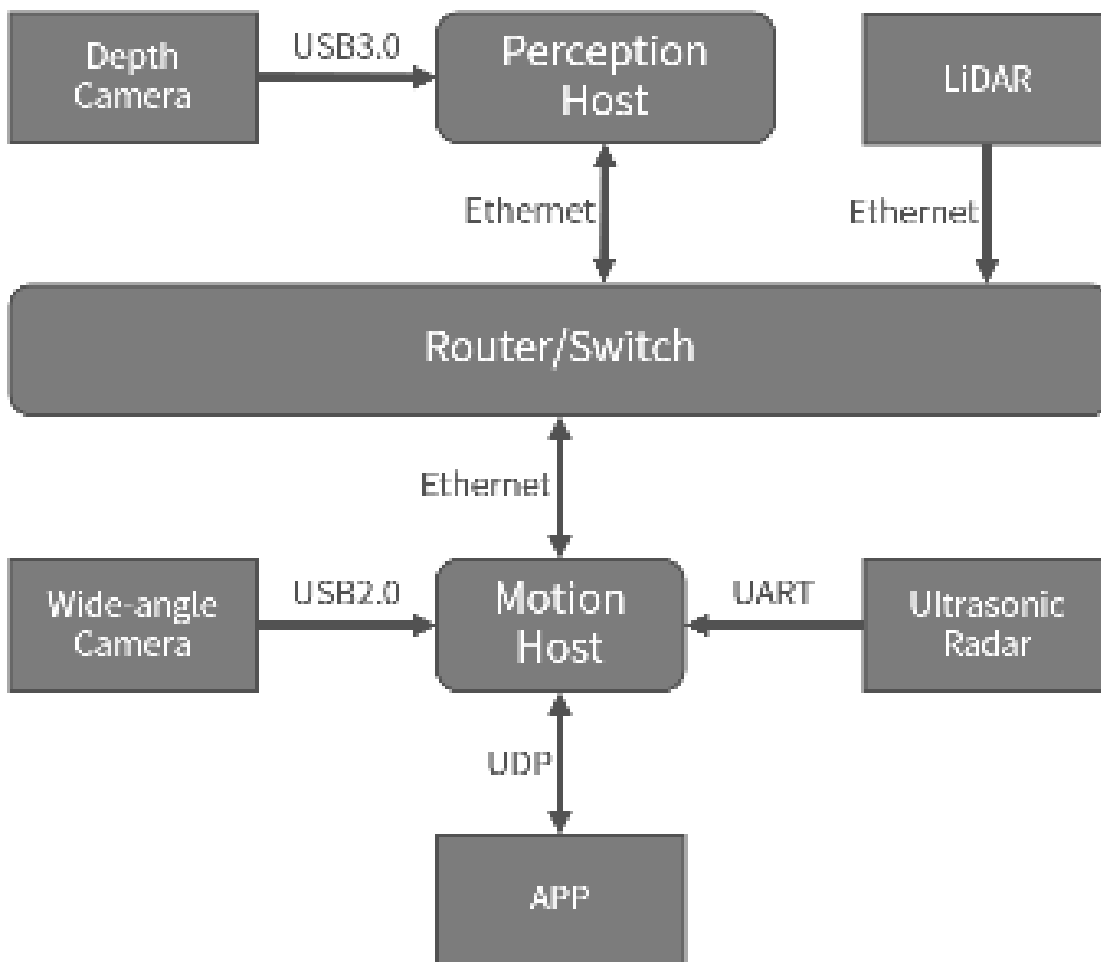 Depth
Camera
USB3.0
Perception
Host
LiDAR
Ethernet
Ethernet
Router/Switch
Ethernet
Wide-angle
Camera
USB2.0
Motion
Host
UART
Ultrasonic
Radar
UDP
APP